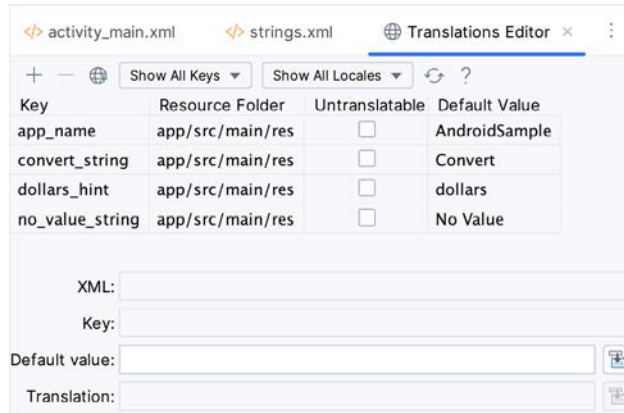 </> activity_main.xml </> strings.xml Translations Editor ×
+ − Show All Keys Show All Locales ?
Key Resource Folder Untranslatable Default Value
app_name app/src/main/res AndroidSample
convert_string app/src/main/res Convert
dollars_hint app/src/main/res dollars
no_value_string app/src/main/res No Value
XML:
Key:
Default value:
Translation: